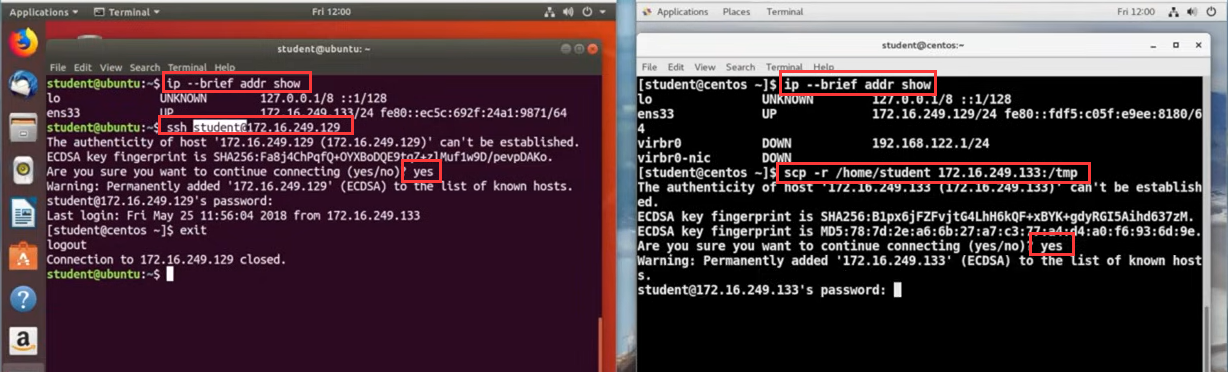 Applications Terminal Fri 12:00
student@ubuntu: ~
File Edit View Search Terminal Help
student@ubuntu:~$ ip --brief addr show
lo UNKNOWN 127.0.0.1/8 ::1/128
ens33 UP 172.16.249.133/24 fe80::ec5c:692f:24a1:9871/64
student@ubuntu:~$ ssh student@172.16.249.129
The authenticity of host '172.16.249.129 (172.16.249.129)' can't be established.
ECDSA key fingerprint is
Are you sure you want to continue connecting (yes/no)? yes
Warning: Permanently added '172.16.249.129' (ECDSA) to the list of known hosts.
student@172.16.249.129's password:
Last login: Fri May 25 11:56:04 2018 from 172.16.249.133
[student@centos ~]$ exit
logout
Connection to 172.16.249.129 closed.
student@ubuntu:~$
Applications Places Terminal Fri 12:00
student@centos:~
File Edit View Search Terminal Help
[student@centos ~]$ ip --brief addr show
lo UNKNOWN 127.0.0.1/8 ::1/128
ens33 UP 172.16.249.129/24 fe80::fdf5:c05f:e9ee:8180/6
4
virbr0 DOWN 192.168.122.1/24
virbr0-nic DOWN
[student@centos ~]$ scp -r /home/student 172.16.249.133:/tmp
The authenticity of host '172.16.249.133 (172.16.249.133)' can't be establish
ed.
ECDSA key fingerprint is SHA256:B1px6jFZFvjtG4LhH6kQF+xBYK+gdyRGI5Aihd637zM.
ECDSA key fingerprint is MD5:78:7d:2e:a6:6b:27:a7:c3:77:a4:d4:a0:f6:93:6d:9e.
Are you sure you want to continue connecting (yes/no)? yes
Warning: Permanently added '172.16.249.133' (ECDSA) to the list of known host
s.
student@172.16.249.133's password: